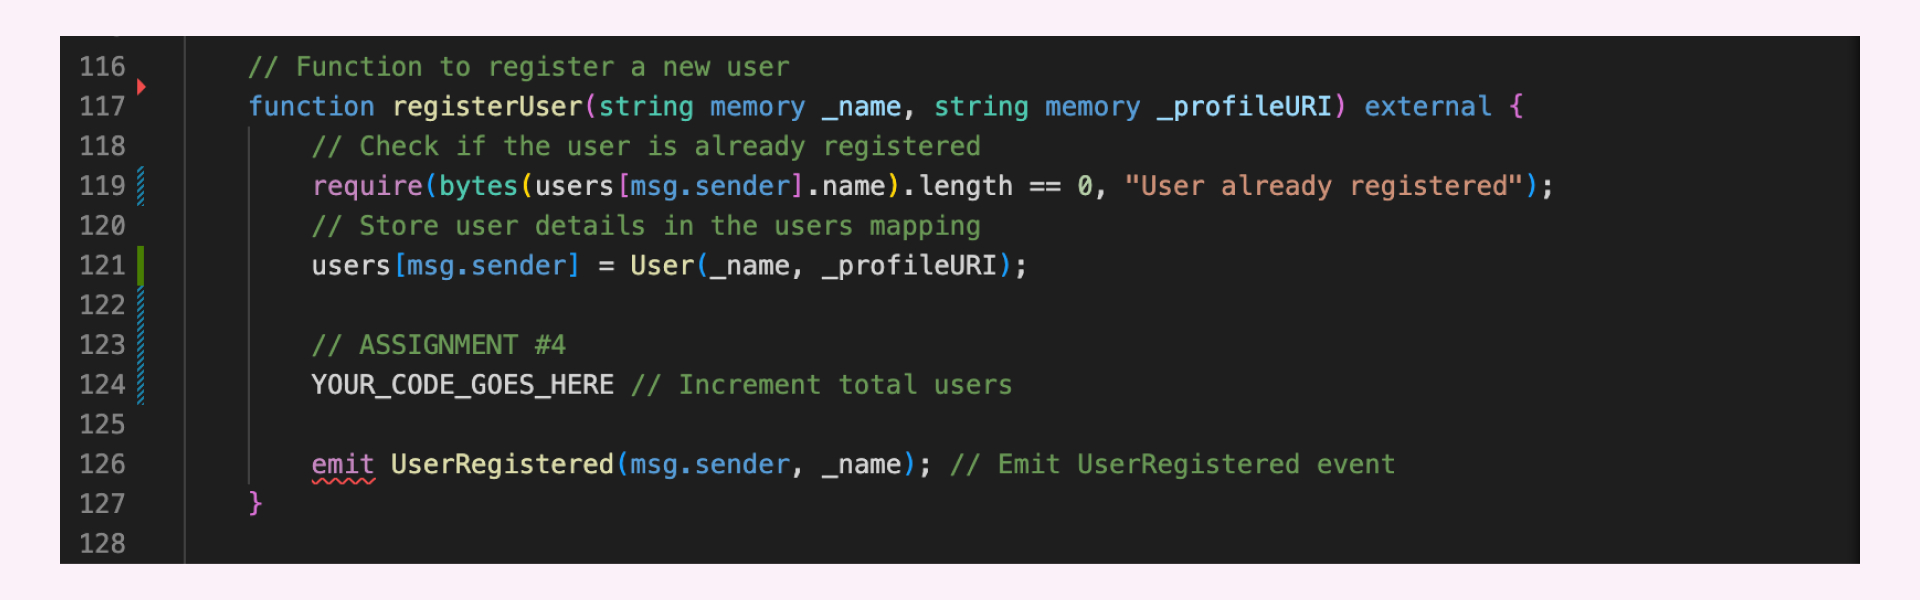 116 // Function to register a new user
117 function registerUser(string memory _name, string memory _profileURI) external {
118 // Check if the user is already registered
119 require(bytes(users[msg.sender].name).length == 0, "User already registered");
120 // Store user details in the users mapping
121 users[msg.sender] = User(_name, _profileURI);
122
123 // ASSIGNMENT #4
124 YOUR_CODE_GOES_HERE // Increment total users
125
126 emit UserRegistered(msg.sender, _name); // Emit UserRegistered event
127 }
128